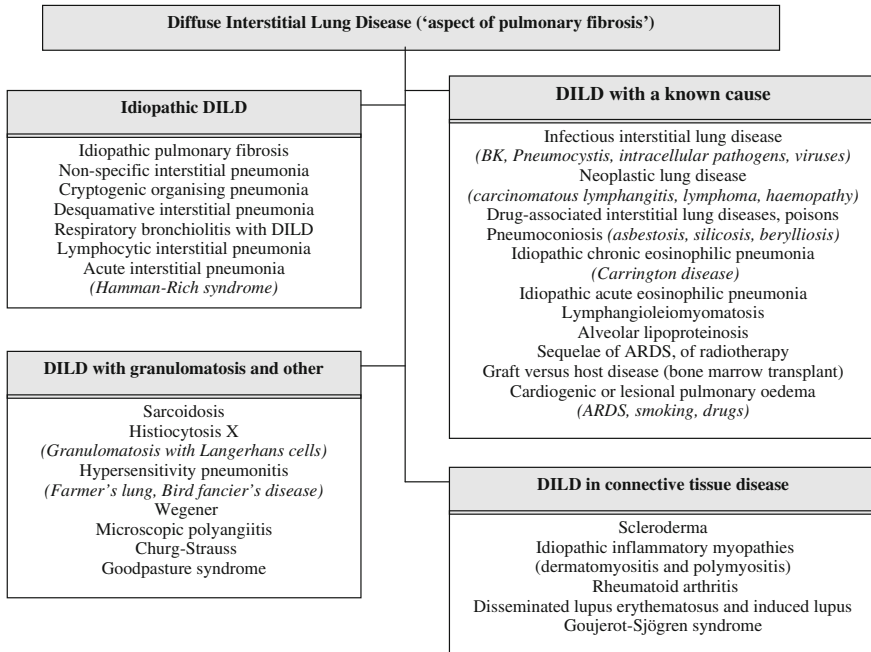 Diffuse Interstitial Lung Disease (‘aspect of pulmonary fibrosis’)
Idiopathic DILD
Idiopathic pulmonary fibrosis
Non-specific interstitial pneumonia
Cryptogenic organising pneumonia
Desquamative interstitial pneumonia
Respiratory bronchiolitis with DILD
Lymphocytic interstitial pneumonia
Acute interstitial pneumonia
(Hamman-Rich syndrome)
DILD with a known cause
Infectious interstitial lung disease
(BK, Pneumocystis, intracellular pathogens, viruses)
Neoplastic lung disease
(carcinomatous lymphangitis, lymphoma, haemopathy)
Drug-associated interstitial lung diseases, poisons
Pneumoconiosis (asbestosis, silicosis, berylliosis)
Idiopathic chronic eosinophilic pneumonia
(Carrington disease)
Idiopathic acute eosinophilic pneumonia
Lymphangioleiomyomatosis
Alveolar lipoproteinosis
Sequelae of ARDS, of radiotherapy
Graft versus host disease (bone marrow transplant)
Cardiogenic or lesional pulmonary oedema
(ARDS, smoking, drugs)
DILD with granulomatosis and other
Sarcoidosis
Histiocytosis X
(Granulomatosis with Langerhans cells)
Hypersensitivity pneumonitis
(Farmer’s lung, Bird fancier’s disease)
Wegener
Microscopic polyangiitis
Churg-Strauss
Goodpasture syndrome
DILD in connective tissue disease
Scleroderma
Idiopathic inflammatory myopathies
(dermatomyositis and polymyositis)
Rheumatoid arthritis
Disseminated lupus erythematosus and induced lupus
Goujerot-Sjögren syndrome